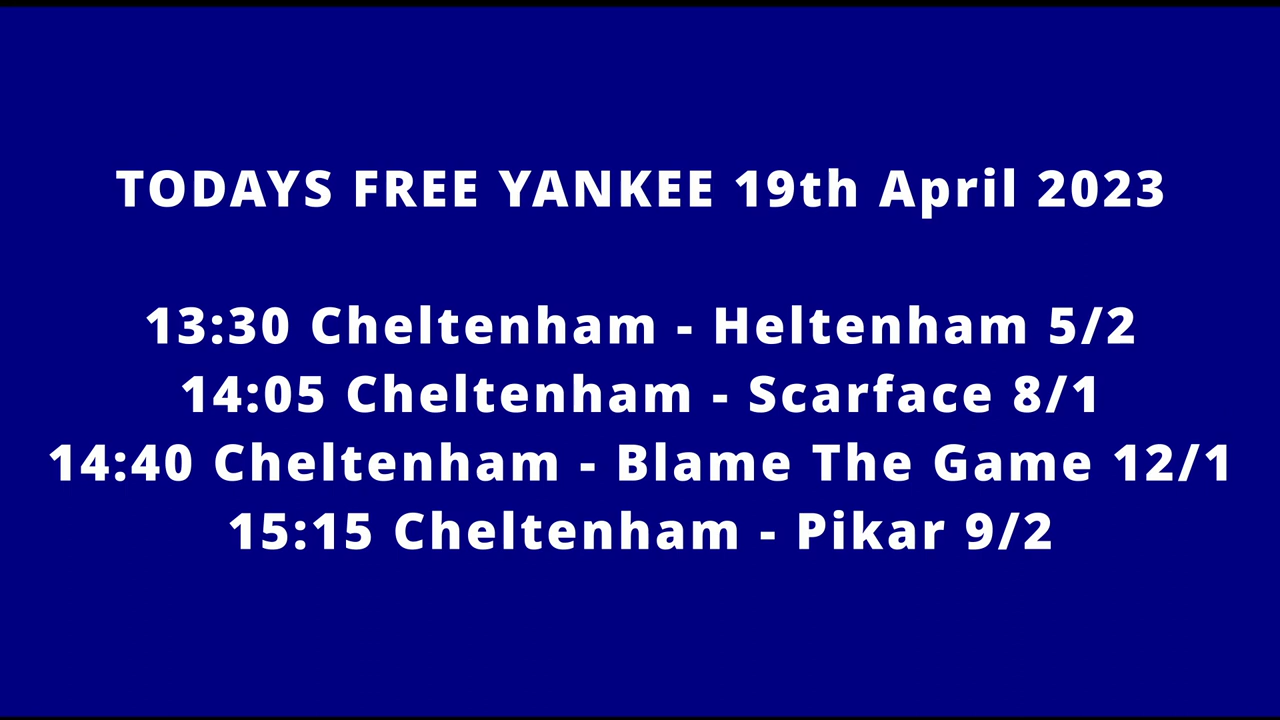 TODAYS FREE YANKEE 19th April 2023
13:30 Cheltenham - Heltenham 5/2
14:05 Cheltenham - Scarface 8/1
14:40 Cheltenham - Blame The Game 12/1
15:15 Cheltenham - Pikar 9/2